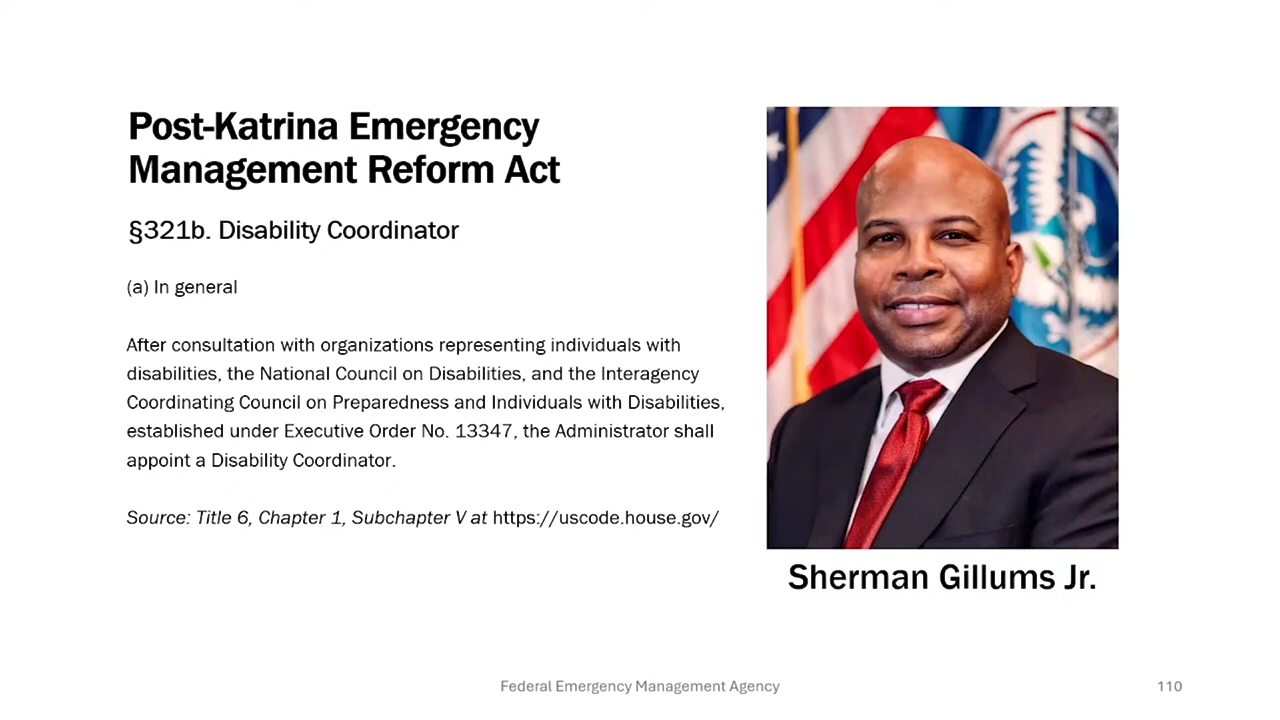 Post-Katrina Emergency
Management Reform Act
§321b. Disability Coordinator
(a) In general
After consultation with organizations representing individuals with
disabilities, the National Council on Disabilities, and the Interagency
Coordinating Council on Preparedness and Individuals with Disabilities,
established under Executive Order No. 13347, the Administrator shall
appoint a Disability Coordinator.
Source: Title 6, Chapter 1, Subchapter V at https://uscode.house.gov/
Sherman Gillums Jr.
Federal Emergency Management Agency
110